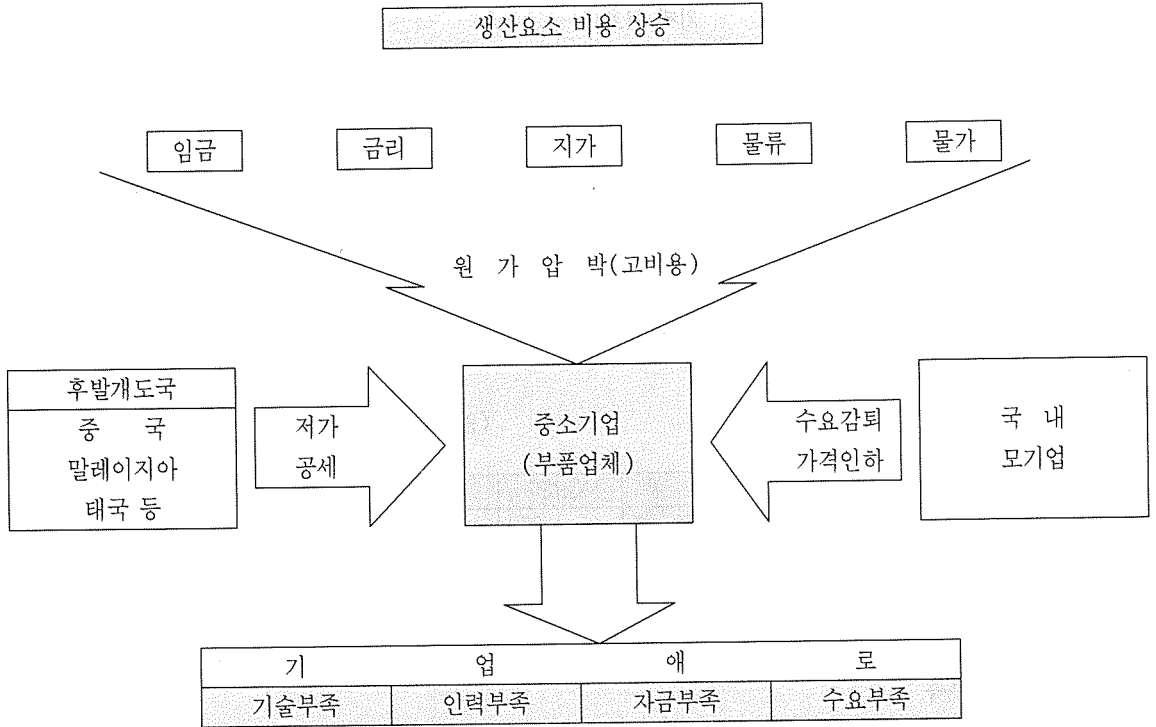 생산요소 비용 상승
임금 금리 지가 물류 물가
원 가 압 박(고비용)
후발개도국
중 국
말레이지아
태국 등
저가
공세
중소기업
(부품업체)
수요감퇴
가격인하
국 내
모기업
기 업 애 로
기술부족 인력부족 자금부족 수요부족